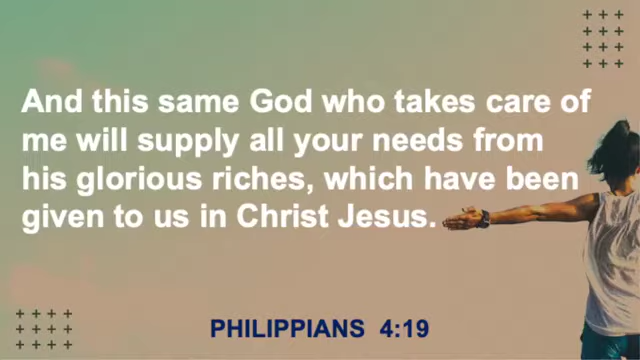 And this same God who takes care of
me will supply all your needs from
his glorious riches, which have been
given to us in Christ Jesus.
PHILIPPIANS 4:19